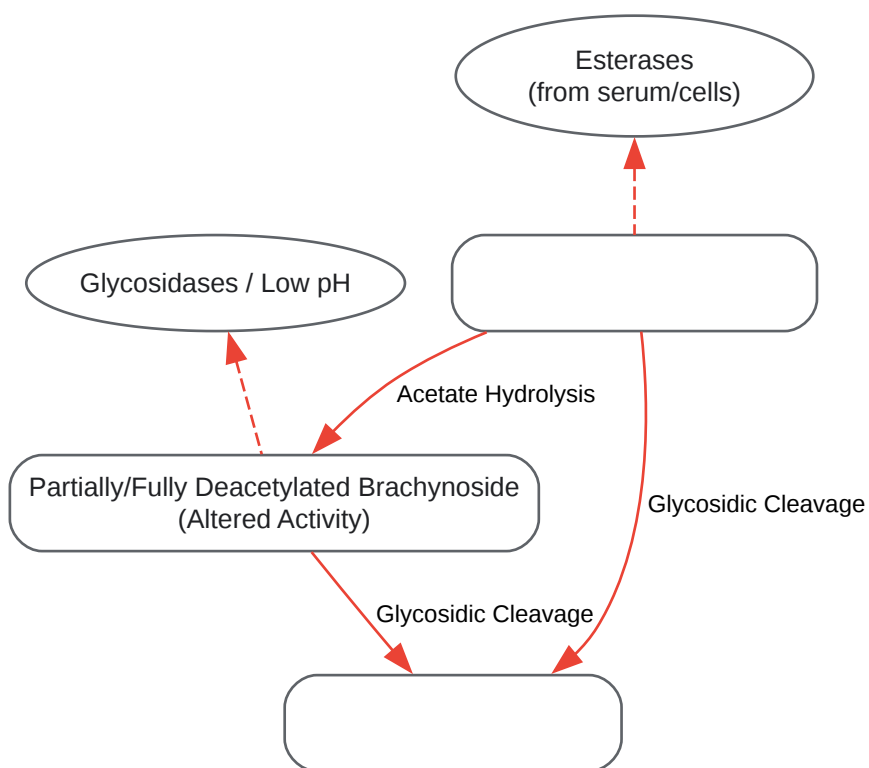 Esterases
(from serum/cells)
Glycosidases / Low pH
Acetate Hydrolysis
Partially/Fully Deacetylated Brachynoside
(Altered Activity)
Glycosidic Cleavage
Glycosidic Cleavage